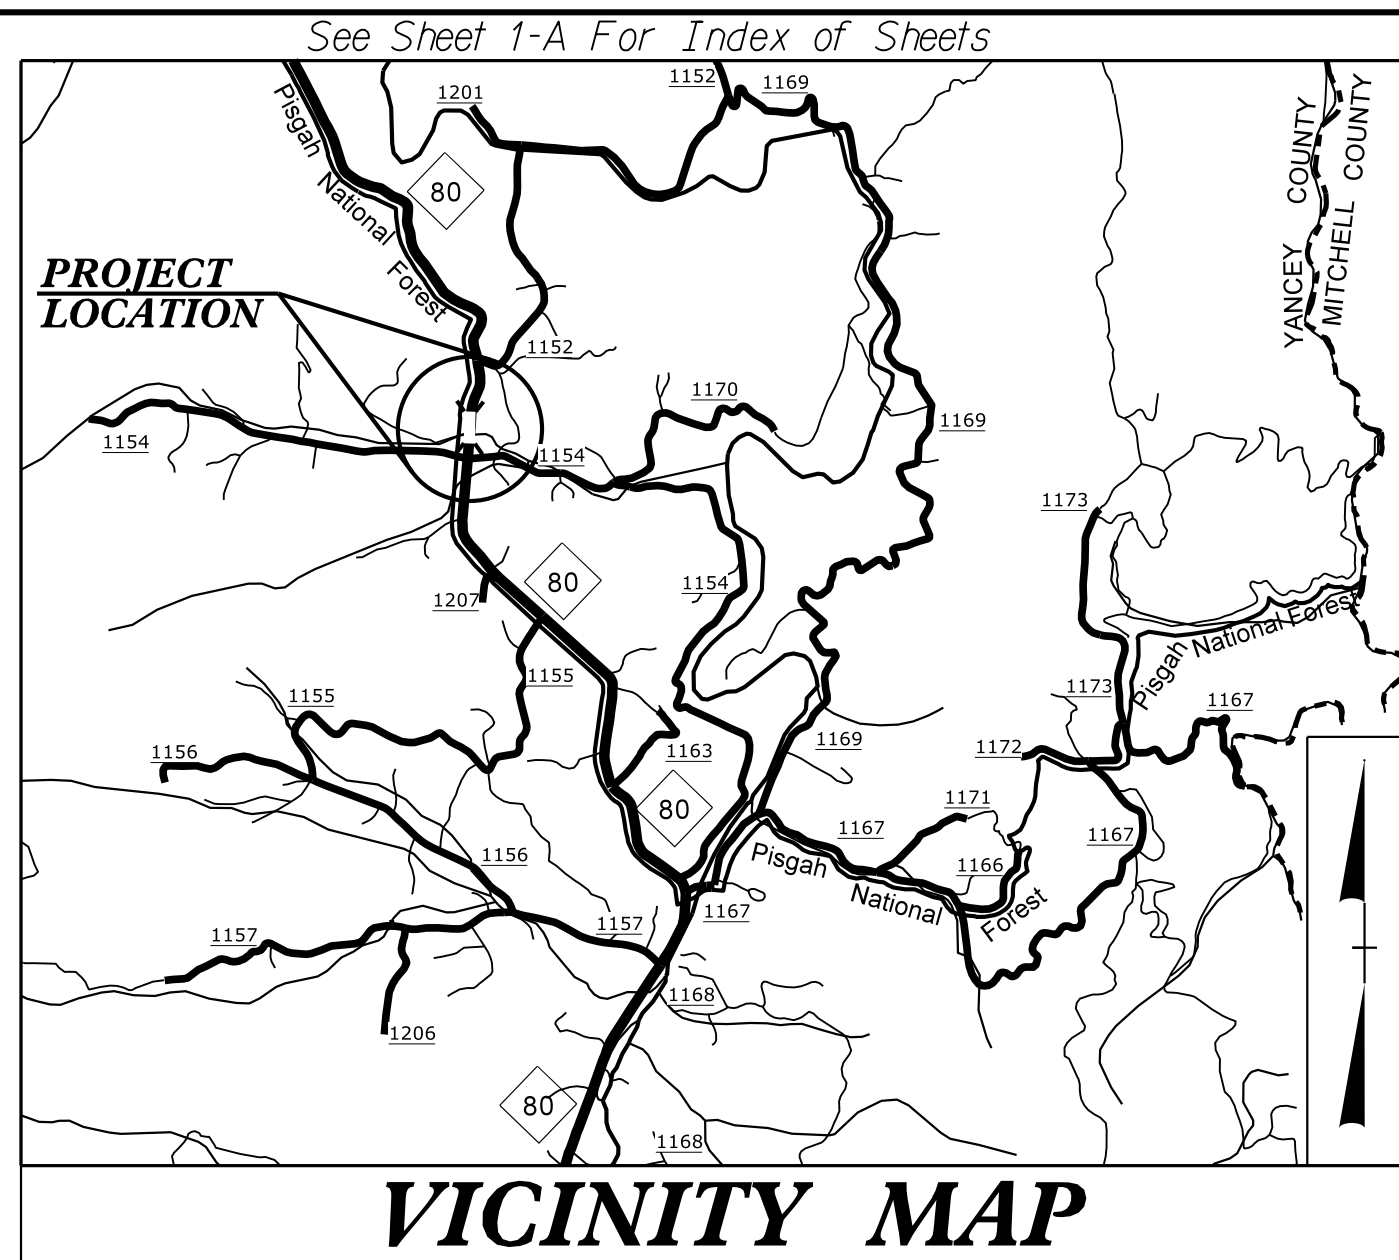 See Sheet 1-A For Index of Sheets
1152
1169
1201
Pisgah
National
Forest
80
YANCEY COUNTY
MITCHELL COUNTY
PROJECT
LOCATION
1152
1170
1169
1154
1154
1173
80
1154
1207
National Forest
Pisgah
1155
1173
1155
1167
1156
1163
1169
1172
80
1171
1167
1167
1156
Pisgah
1166
National
Forest
1167
1157
1157
1168
1206
80
1168
VICINITY MAP